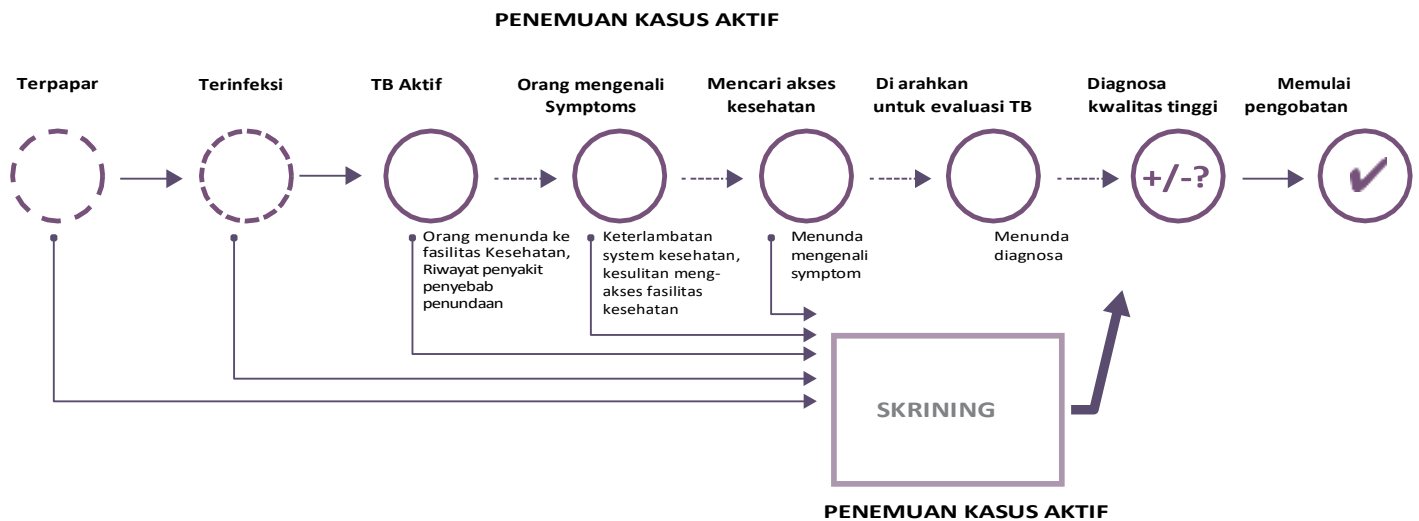 PENEMUAN KASUS AKTIF
Terpapar
Terinfeksi
TB Aktif
Orang mengenali
Symptoms
Mencari akses
kesehatan
Di arahkan
untuk evaluasi TB
Diagnosa
kwalitas tinggi
Memulai
pengobatan
+/-?
Orang menunda ke
fasilitas Kesehatan,
Riwayat penyakit
penyebab
penundaan
Keterlambatan
system kesehatan,
kesulitan meng-
akses fasilitas
kesehatan
Menunda
mengenali
symptom
Menunda
diagnosa
SKRINING
PENEMUAN KASUS AKTIF